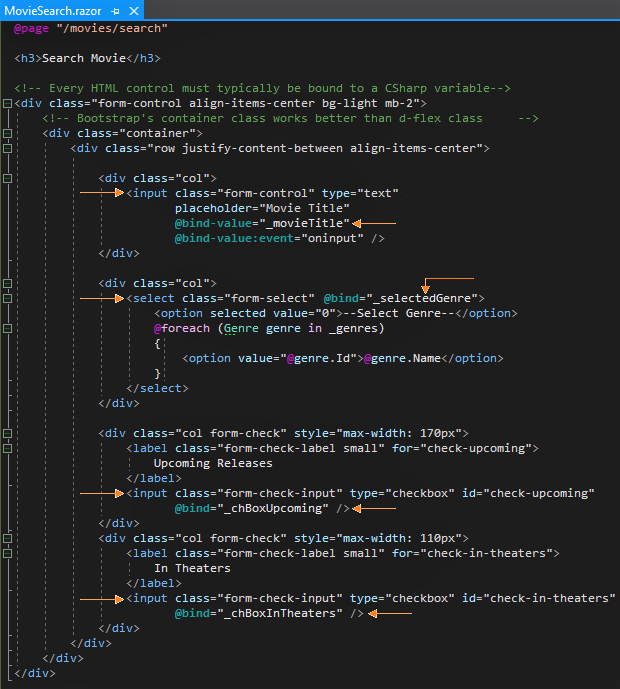 MovieSearch.razor
@page "/movies/search"
<h3>Search Movie</h3>
<!-- Every HTML control must typically be bound to a CSharp variable-->
<div class="form-control align-items-center bg-light mb-2">
    <!-- Bootstrap's container class works better than d-flex class     -->
    <div class="container">
        <div class="row justify-content-between align-items-center">
            <div class="col">
                <input class="form-control" type="text"
                       placeholder="Movie Title"
                       @bind-value="_movieTitle"
                       @bind-value:event="oninput" />
            </div>
            <div class="col">
                <select class="form-select" @bind="_selectedGenre">
                    <option selected value="0">--Select Genre--</option>
                    @foreach (Genre genre in _genres)
                    {
                        <option value="@genre.Id">@genre.Name</option>
                    }
                </select>
            </div>
            <div class="col form-check" style="max-width: 170px">
                <label class="form-check-label small" for="check-upcoming">
                    Upcoming Releases
                </label>
                <input class="form-check-input" type="checkbox" id="check-upcoming"
                       @bind="_chBoxUpcoming" />
            </div>
            <div class="col form-check" style="max-width: 110px">
                <label class="form-check-label small" for="check-in-theaters">
                    In Theaters
                </label>
                <input class="form-check-input" type="checkbox" id="check-in-theaters"
                       @bind="_chBoxInTheaters" />
            </div>
        </div>
    </div>
</div>